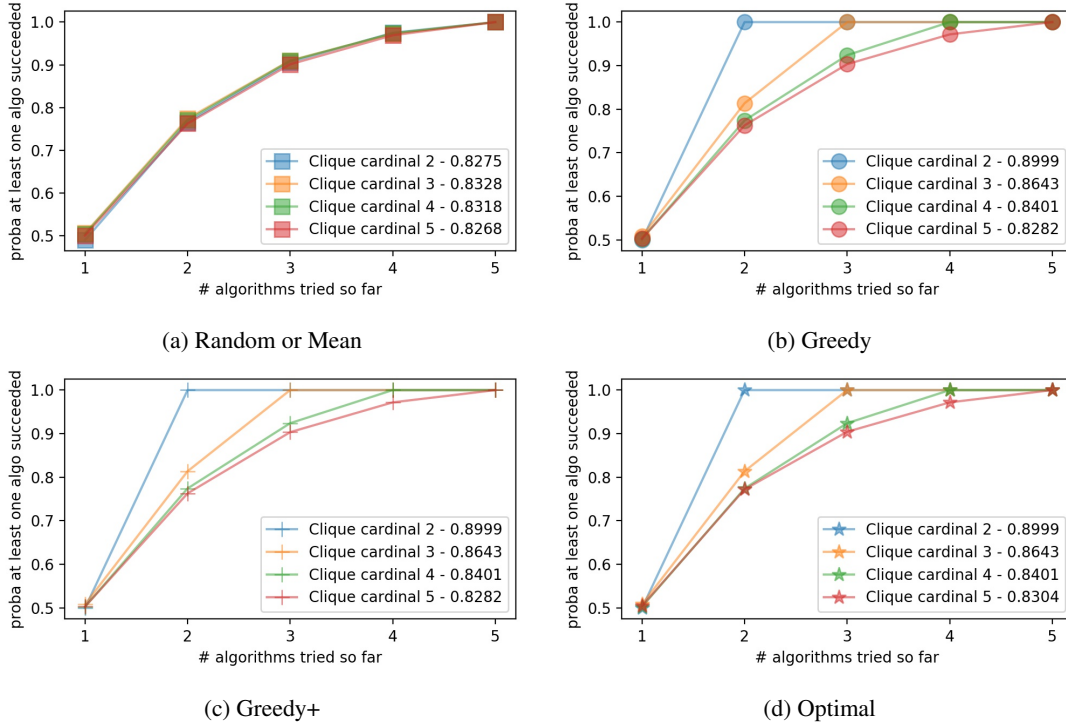 proba at least one algo succeeded
1.0
0.9
0.8
0.7
0.6
0.5
Clique cardinal 2 - 0.8275
Clique cardinal 3 - 0.8328
Clique cardinal 4 - 0.8318
Clique cardinal 5 - 0.8268
1 2 3 4 5
# algorithms tried so far
(a) Random or Mean
proba at least one algo succeeded
1.0
0.9
0.8
0.7
0.6
0.5
Clique cardinal 2 - 0.8999
Clique cardinal 3 - 0.8643
Clique cardinal 4 - 0.8401
Clique cardinal 5 - 0.8282
1 2 3 4 5
# algorithms tried so far
(b) Greedy
proba at least one algo succeeded
1.0
0.9
0.8
0.7
0.6
0.5
Clique cardinal 2 - 0.8999
Clique cardinal 3 - 0.8643
Clique cardinal 4 - 0.8401
Clique cardinal 5 - 0.8282
1 2 3 4 5
# algorithms tried so far
(c) Greedy+
proba at least one algo succeeded
1.0
0.9
0.8
0.7
0.6
0.5
Clique cardinal 2 - 0.8999
Clique cardinal 3 - 0.8643
Clique cardinal 4 - 0.8401
Clique cardinal 5 - 0.8304
1 2 3 4 5
# algorithms tried so far
(d) Optimal